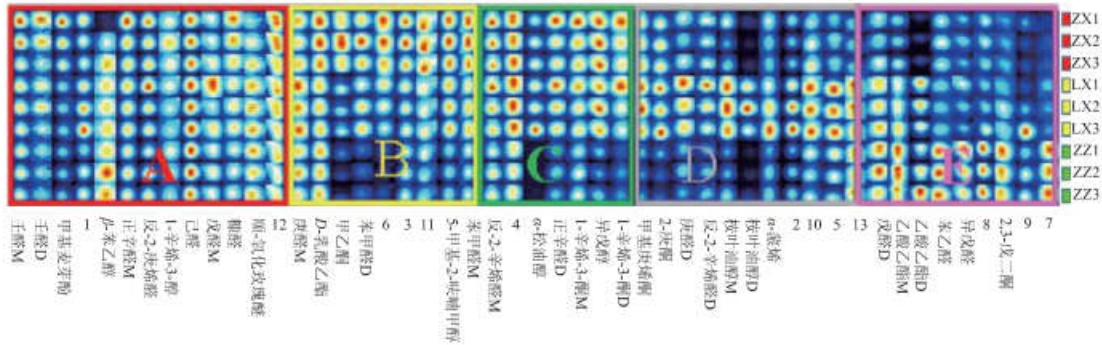 ZX1
ZX2
ZX3
LX1
LX2
LX3
ZZ1
ZZ2
ZZ3
A
B
C
D
E
壬醛M
壬醛D
甲基麦芽酚
1
β-苯乙醇
正辛醛M
反-2-庚烯醛
1-辛烯-3-醇
己醛
戊醛M
糠醛
顺-氧化玫瑰醚
12
庚醛M
D-乳酸乙酯
甲乙酮
苯甲醛D
6
3
11
5-甲基-2-呋喃甲醇
苯甲醛M
反-2-辛烯醛M
4
α-松油醇
正辛醛D
1-辛烯-3-酮M
异戊醇
1-辛烯-3-酮D
甲基庚烯酮
2-庚酮
庚醛D
反-2-辛烯醛D
桉叶油醇M
桉叶油醇D
α-蒎烯
2
10
5
13
戊醛D
乙酸乙酯M
乙酸乙酯D
苯乙醛
异戊醛
8
2,3-戊二酮
9
7